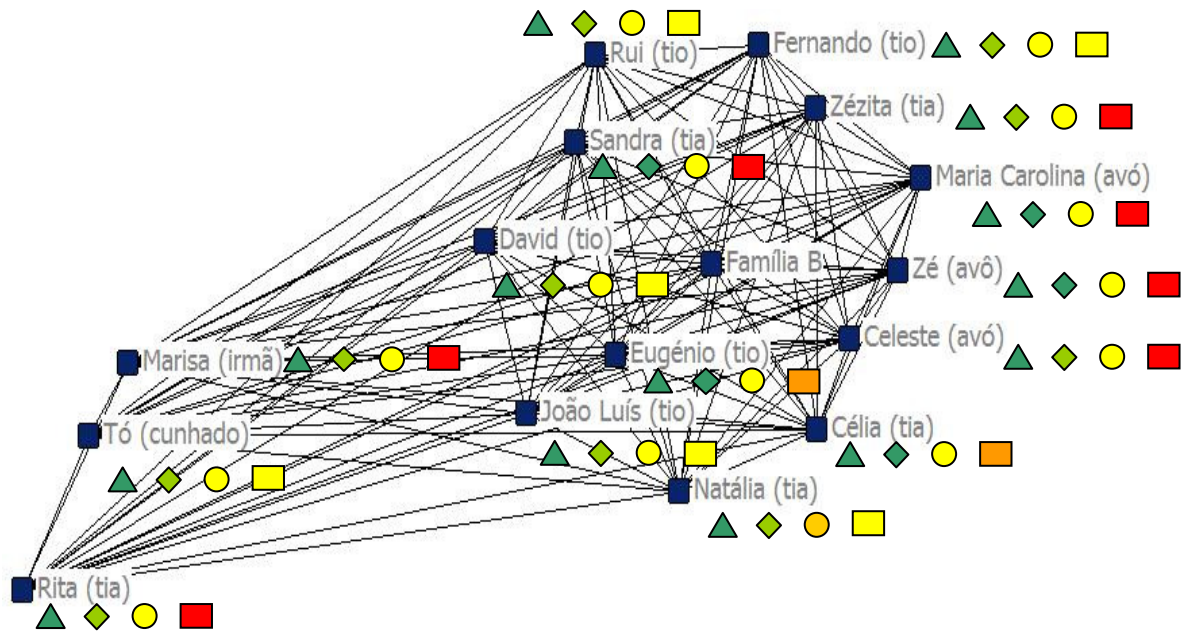 Rui (tio)
Fernando (tio)
Zézita (tia)
Sandra (tia)
Maria Carolina (avó)
David (tio)
Família B
Zé (avô)
Celeste (avó)
Marisa (irmã)
Eugénio (tio)
João Luís (tio)
Célia (tia)
Tó (cunhado)
Natália (tia)
Rita (tia)